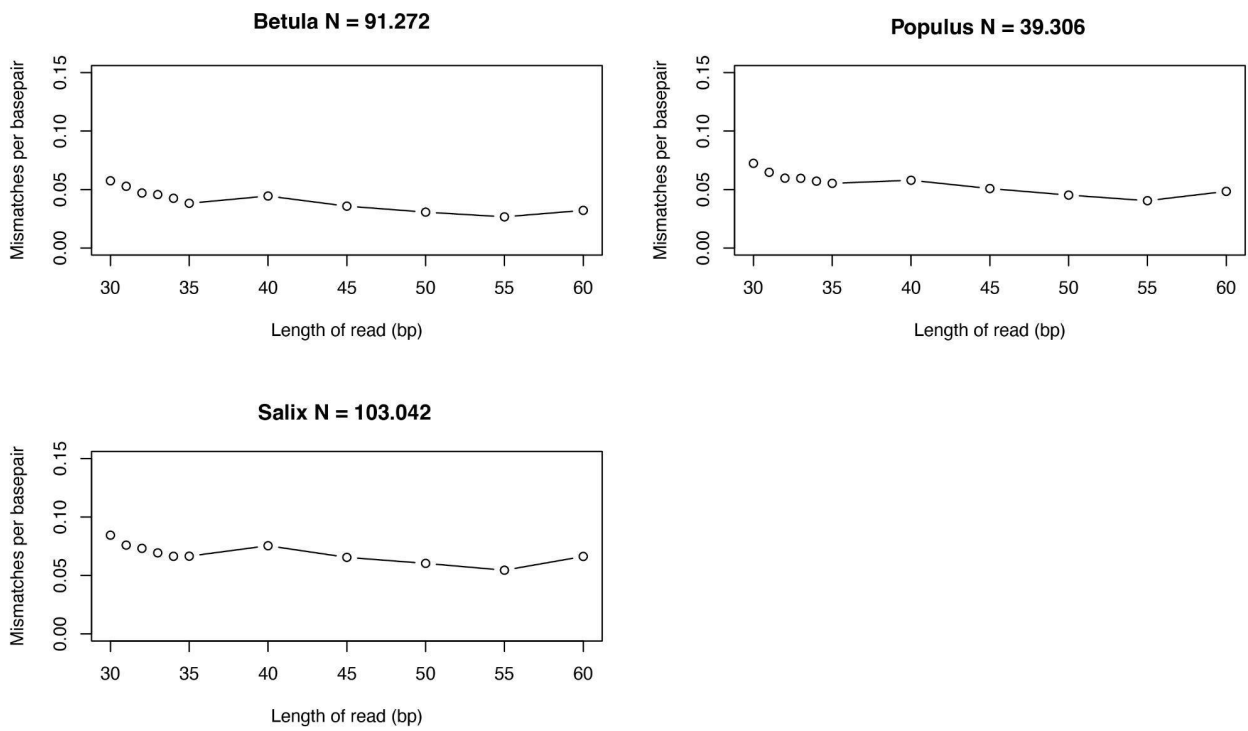 Betula N = 91.272
Mismatches per basepair
0.15
0.10
0.05
0.00
30 35 40 45 50 55 60
Length of read (bp)
Populus N = 39.306
Mismatches per basepair
0.15
0.10
0.05
0.00
30 35 40 45 50 55 60
Length of read (bp)
Salix N = 103.042
Mismatches per basepair
0.15
0.10
0.05
0.00
30 35 40 45 50 55 60
Length of read (bp)